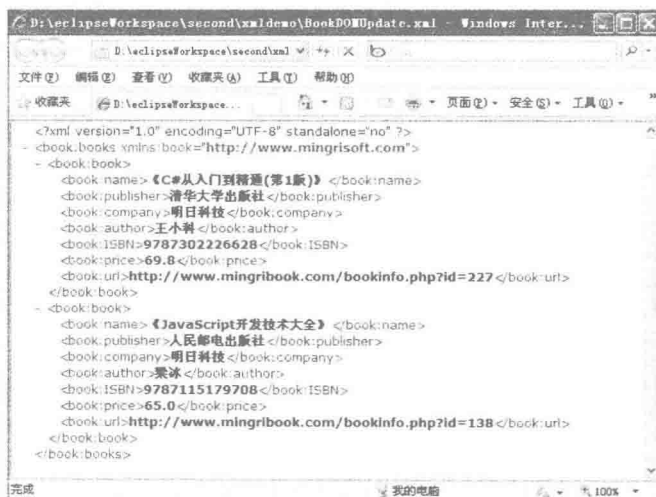 D:\eclipseWorkspace\second\xmldemo\BookDOMUpdate.xml - Windows Inter...
D:\eclipseWorkspace\second\xml
文件(F) 编辑(E) 查看(V) 收藏夹(A) 工具(T) 帮助(H)
收藏夹 D:\eclipseWorkspace... 页面(P) 安全(S) 工具(O)
<?xml version="1.0" encoding="UTF-8" standalone="no" ?>
- <book:books xmlns:book="http://www.mingrisoft.com">
- <book:book>
<book:name>《C#从入门到精通(第1版)》</book:name>
<book:publisher>清华大学出版社</book:publisher>
<book:company>明日科技</book:company>
<book:author>王小科</book:author>
<book:ISBN>9787302226628</book:ISBN>
<book:price>69.8</book:price>
<book:url>http://www.mingribook.com/bookinfo.php?id=227</book:url>
</book:book>
- <book:book>
<book:name>《JavaScript开发技术大全》</book:name>
<book:publisher>人民邮电出版社</book:publisher>
<book:company>明日科技</book:company>
<book:author>梁冰</book:author>
<book:ISBN>9787115179708</book:ISBN>
<book:price>65.0</book:price>
<book:url>http://www.mingribook.com/bookinfo.php?id=138</book:url>
</book:book>
</book:books>
完成 我的电脑 100%